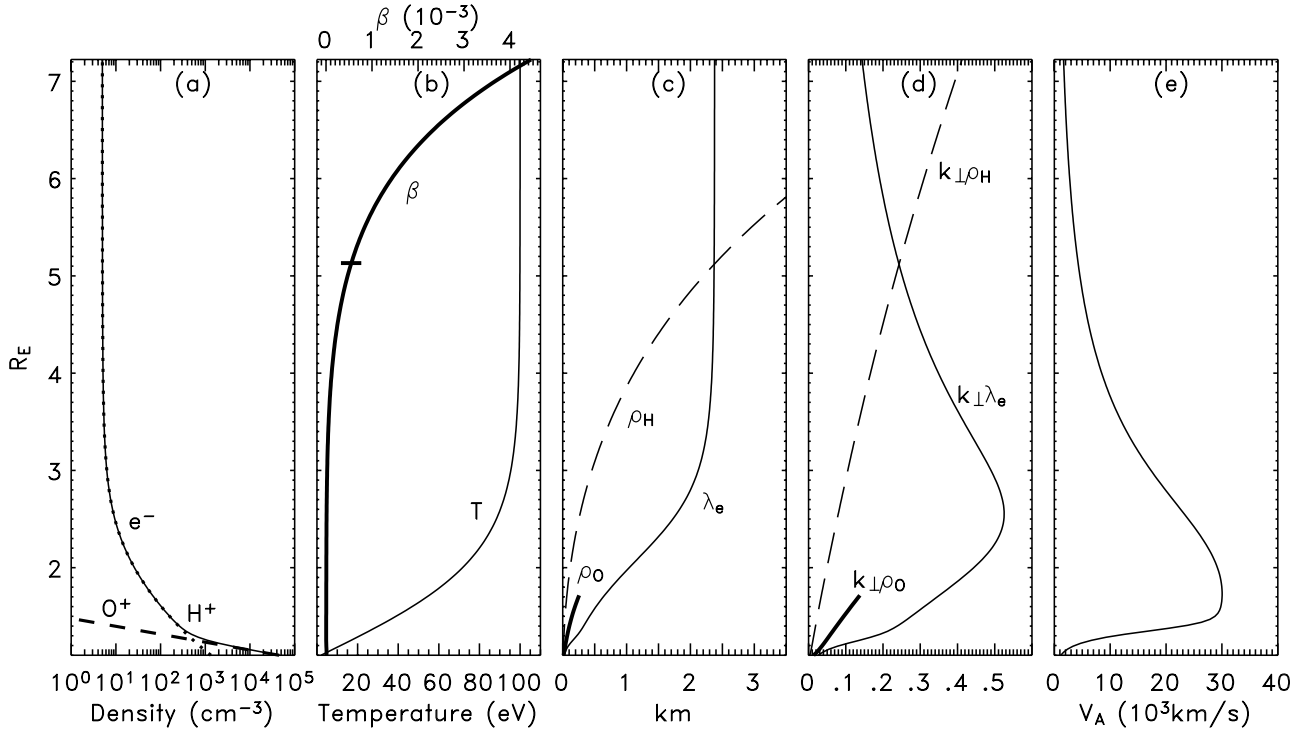 β (10⁻³)
0 1 2 3 4
(a) (b) (c) (d) (e)
7
6
5
4
3
2
R_E
β
k⊥ρ_H
k⊥λ_e
ρ_H
T
λ_e
e⁻
ρ_O
k⊥ρ_O
O⁺
H⁺
10⁰ 10¹ 10² 10³ 10⁴ 10⁵
20 40 60 80 100
0 1 2 3
0 .1 .2 .3 .4 .5
0 10 20 30 40
Density (cm⁻³)
Temperature (eV)
km
V_A (10³km/s)